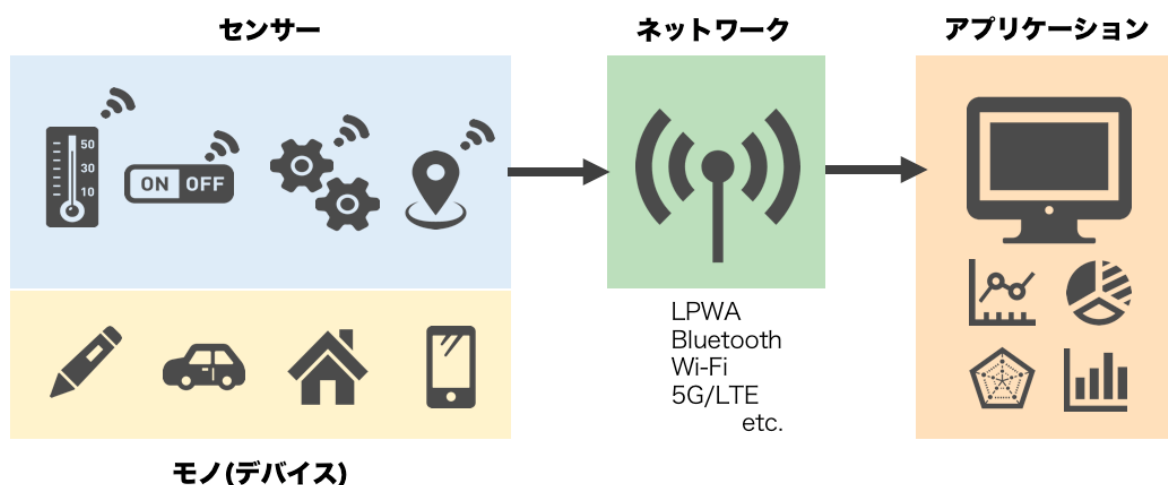 センサー
ネットワーク
アプリケーション
50
30
10
ON OFF
LPWA
Bluetooth
Wi-Fi
5G/LTE
etc.
モノ(デバイス)